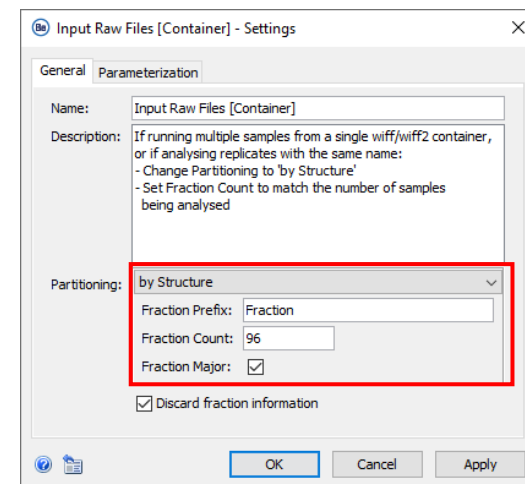 Be Input Raw Files [Container] - Settings
General Parameterization
Name: Input Raw Files [Container]
Description: If running multiple samples from a single wiff/wiff2 container,
or if analysing replicates with the same name:
- Change Partitioning to 'by Structure'
- Set Fraction Count to match the number of samples
being analysed
Partitioning: by Structure
Fraction Prefix: Fraction
Fraction Count: 96
Fraction Major:
Discard fraction information
OK Cancel Apply